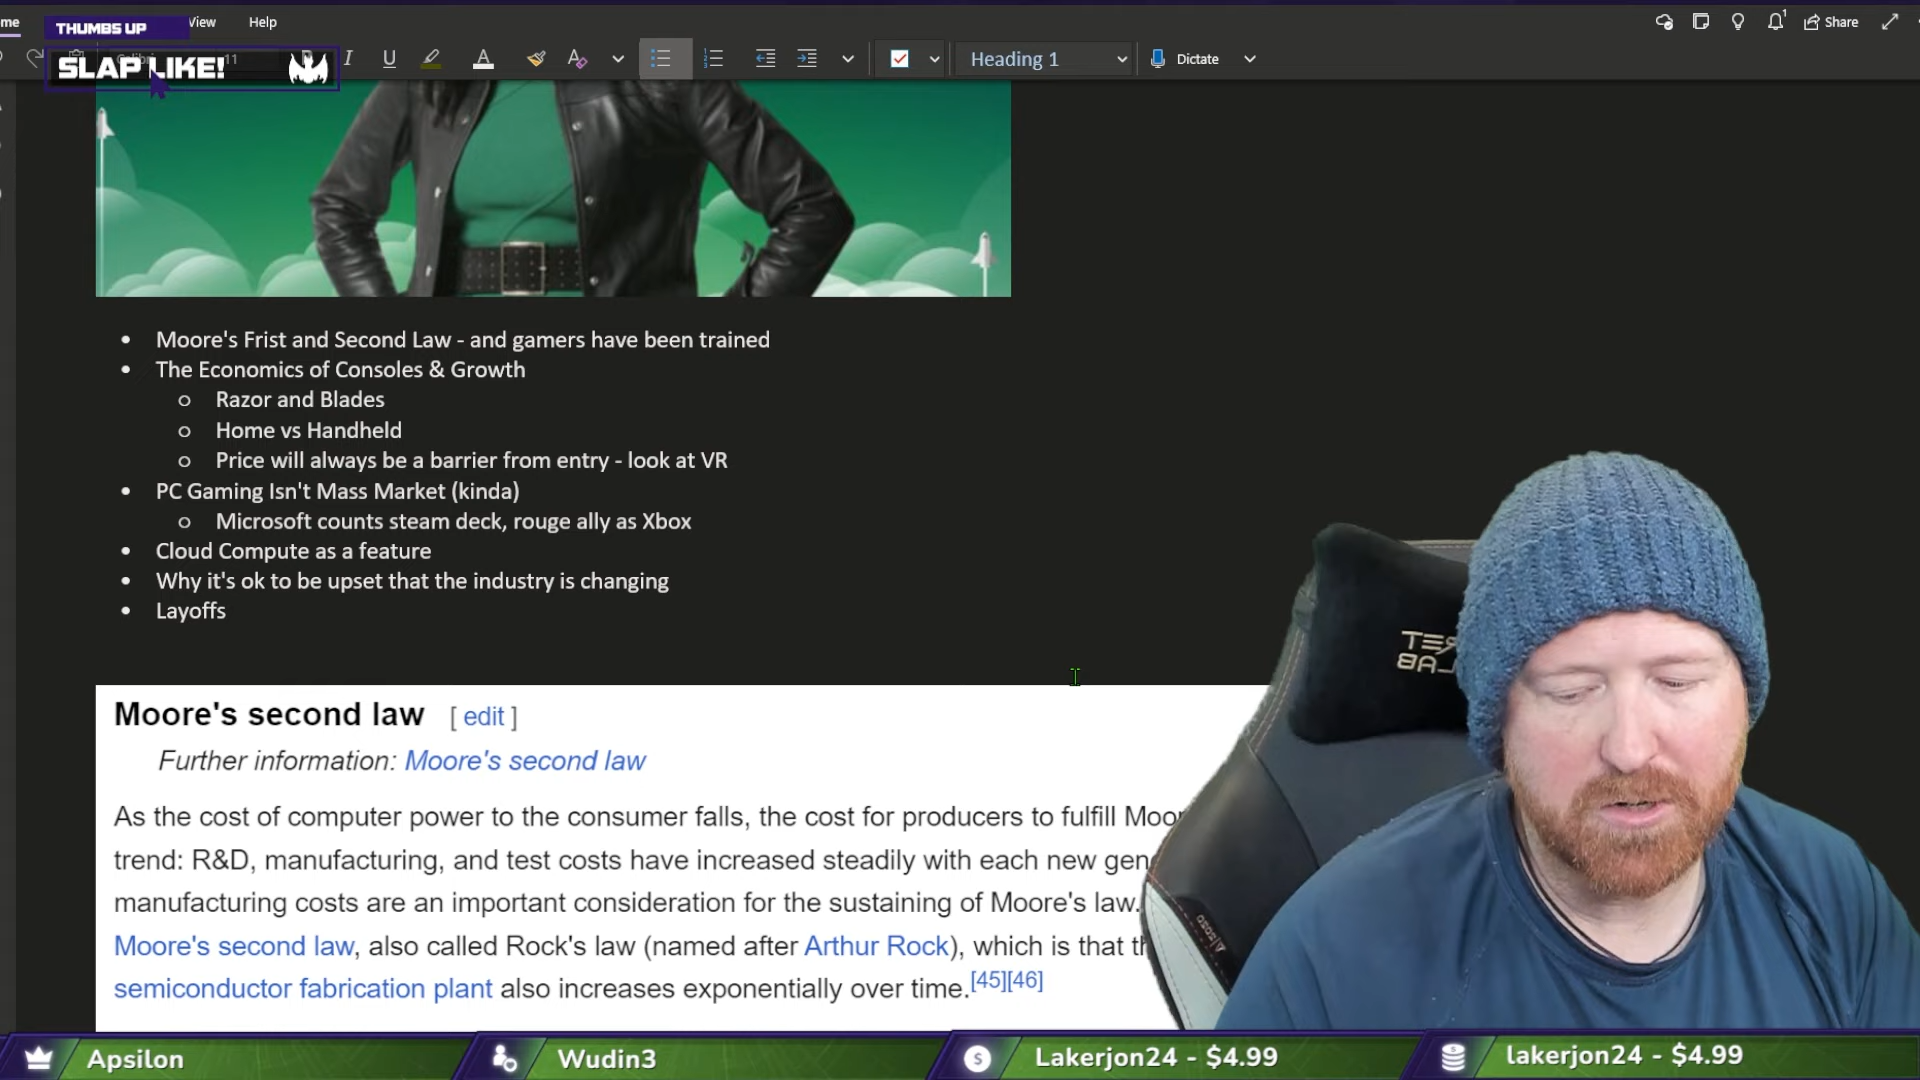 me
View
Help
Share
THUMBS UP
SLAP LIKE!
11
I
U
A
A
Heading 1
Dictate
• Moore's Frist and Second Law - and gamers have been trained
• The Economics of Consoles & Growth
o Razor and Blades
o Home vs Handheld
o Price will always be a barrier from entry - look at VR
• PC Gaming Isn't Mass Market (kinda)
o Microsoft counts steam deck, rouge ally as Xbox
• Cloud Compute as a feature
• Why it's ok to be upset that the industry is changing
• Layoffs
Moore's second law [ edit ]
Further information: Moore's second law
As the cost of computer power to the consumer falls, the cost for producers to fulfill
trend: R&D, manufacturing, and test costs have increased steadily with each new
manufacturing costs are an important consideration for the sustaining of Moore's law.
Moore's second law, also called Rock's law (named after Arthur Rock), which is that
semiconductor fabrication plant also increases exponentially over time.[45][46]
Apsilon
Wudin3
Lakerjon24 - $4.99
lakerjon24 - $4.99